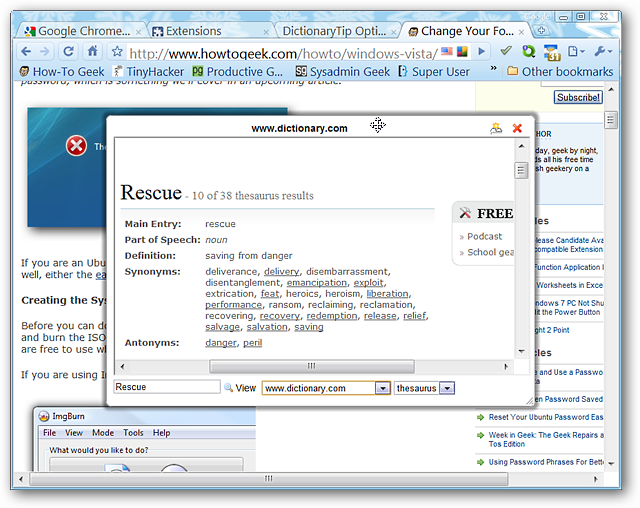 Google
Google Chrome...
Extensions
DictionaryTip Opti...
Change Your Fo...
http://www.howtogeek.com/howto/windows-vista/
31
How-To Geek
TinyHacker
Productive G...
Sysadmin Geek
Super User
»
Other bookmarks
password, which is something we'll cover in an upcoming article.
Subscribe!
The
www.dictionary.com
HOR
day, geek by night,
ds all his free time
sh geekery on a
Rescue - 10 of 38 thesaurus results
Main Entry: rescue
Part of Speech: noun
Definition: saving from danger
Synonyms: deliverance, delivery, disembarrassment,
disentanglement, emancipation, exploit,
extrication, feat, heroics, heroism, liberation,
performance, ransom, reclaiming, reclamation,
recovering, recovery, redemption, release, relief,
salvage, salvation, saving
Antonyms: danger, peril
FREE
» Podcast
» School gea
les
lease Candidate Ava
compatible Extension
Function Application I
Worksheets in Exce
indows 7 PC Not Shu
it the Power Button
ght 2 Point
cles
e and Use a Passwo
sta
en Password Saved
Reset Your Ubuntu Password Eas
Week in Geek: The Geek Repairs a
Tos Edition
Using Password Phrases For Bette
If you are an Ubu
well, either the ea
Creating the Sys
Before you can do
and burn the ISO
are free to use wh
If you are using Im
Rescue
View
www.dictionary.com
thesaurus
ImgBurn
File View Mode Tools Help
What would you like to do?